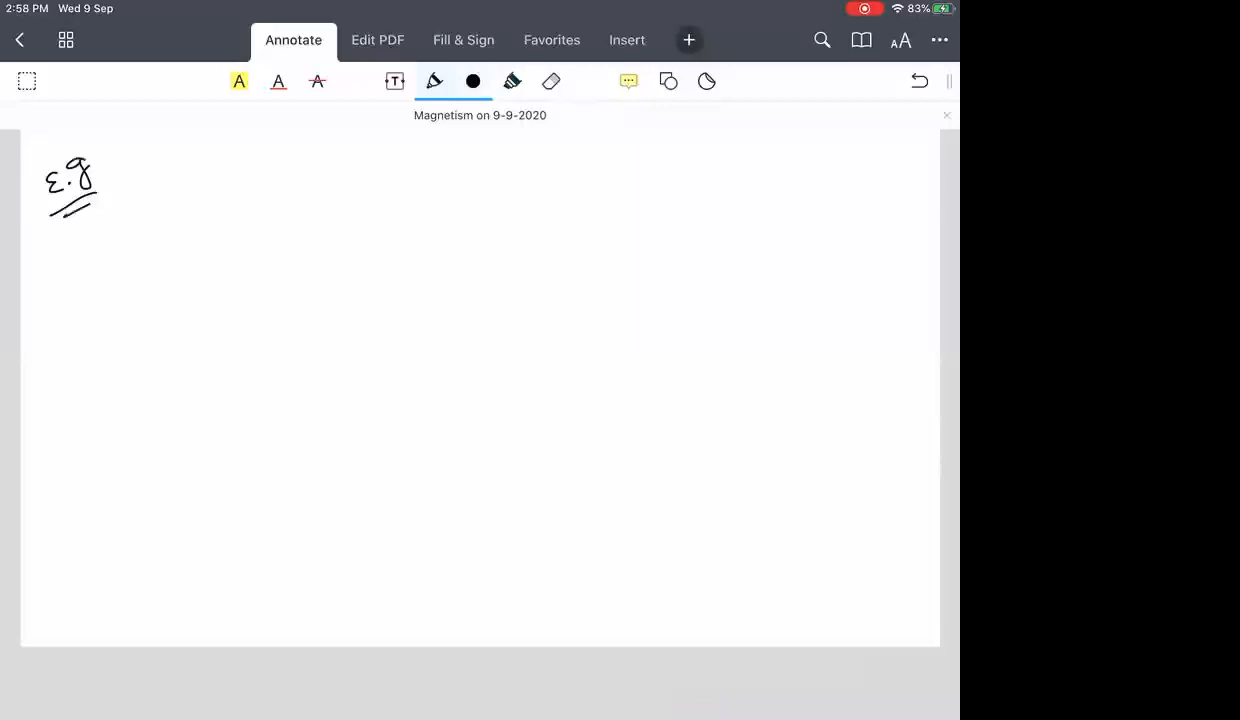 2:58 PM Wed 9 Sep 83%
Annotate Edit PDF Fill & Sign Favorites Insert
Magnetism on 9-9-2020
E.g